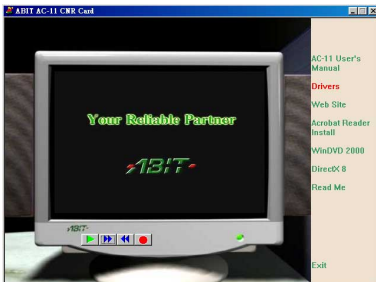 ABIT AC-11 CNR Card
Your Reliable Partner
ABIT
ABIT
AC-11 User's
Manual
Drivers
Web Site
Acrobat Reader
Install
WinDVD 2000
DirectX 8
Read Me
Exit